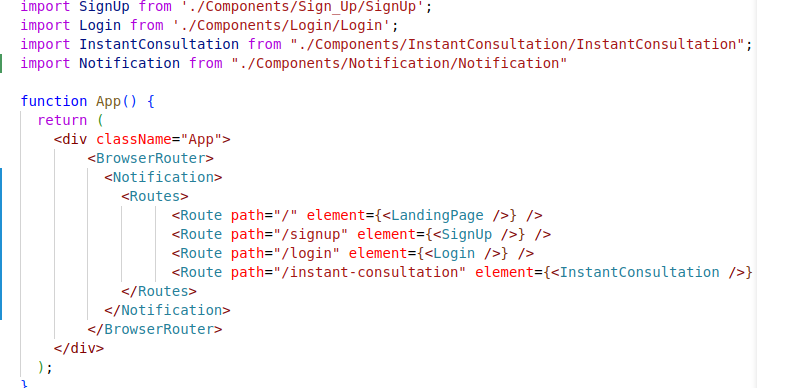 import SignUp from './Components/Sign_Up/SignUp';
import Login from './Components/Login/Login';
import InstantConsultation from "./Components/InstantConsultation/InstantConsultation";
import Notification from "./Components/Notification/Notification"

function App() {
  return (
    <div className="App">
        <BrowserRouter>
          <Notification>
            <Routes>
                  <Route path="/" element={<LandingPage />} />
                  <Route path="/signup" element={<SignUp />} />
                  <Route path="/login" element={<Login />} />
                  <Route path="/instant-consultation" element={<InstantConsultation />}
            </Routes>
          </Notification>
        </BrowserRouter>
    </div>
  );
}